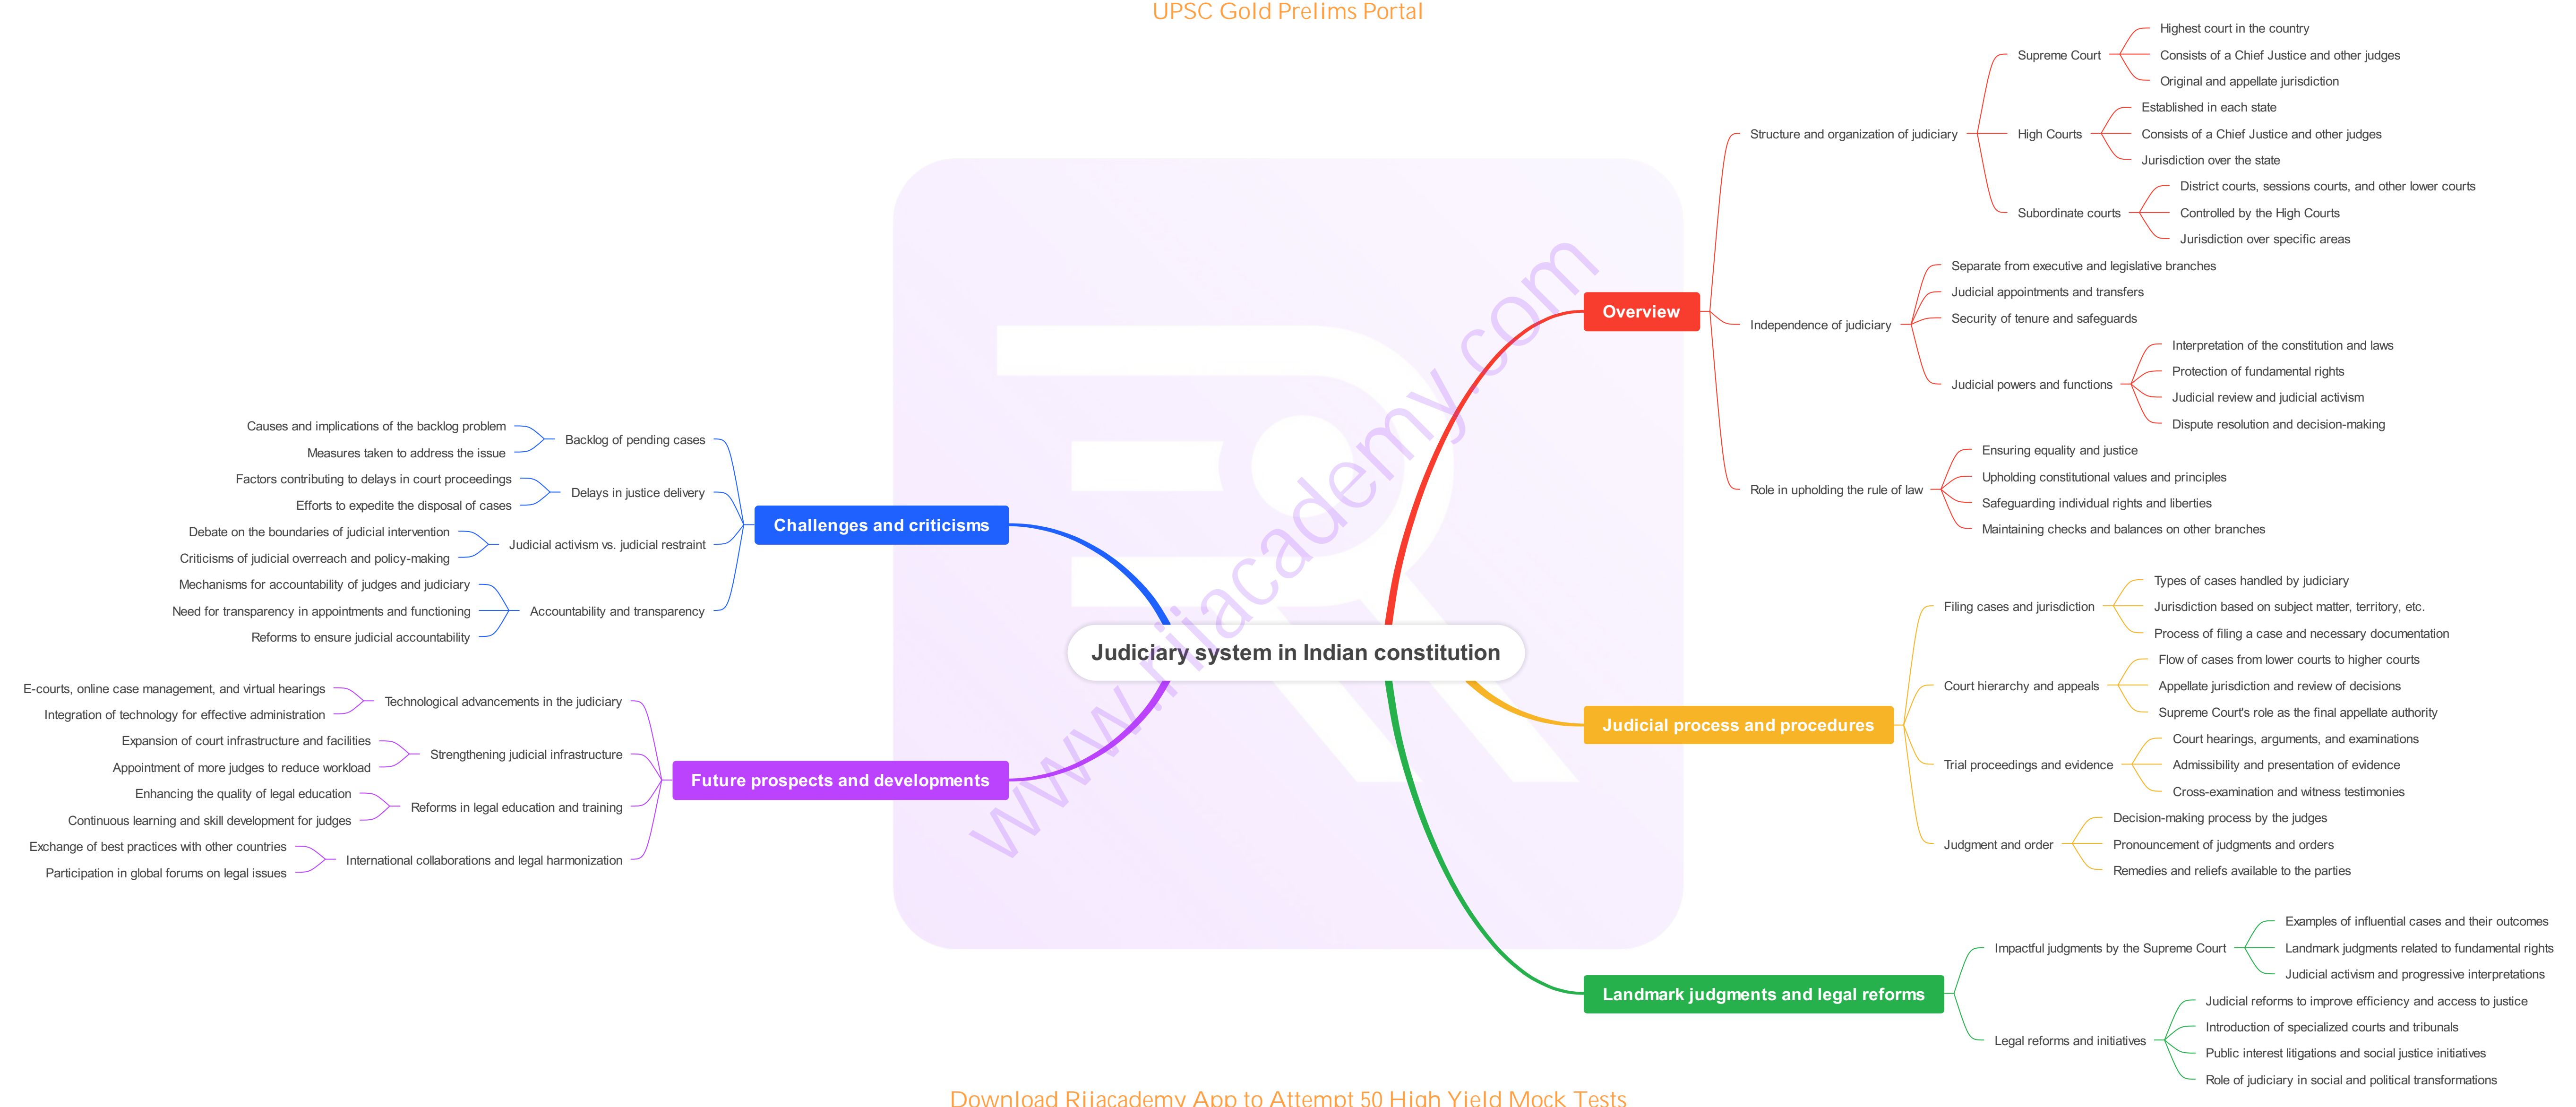 UPSC Gold Prelims Portal
Judiciary system in Indian constitution
Overview
Structure and organization of judiciary
Supreme Court
Highest court in the country
Consists of a Chief Justice and other judges
Original and appellate jurisdiction
High Courts
Established in each state
Consists of a Chief Justice and other judges
Jurisdiction over the state
Subordinate courts
District courts, sessions courts, and other lower courts
Controlled by the High Courts
Jurisdiction over specific areas
Independence of judiciary
Separate from executive and legislative branches
Judicial appointments and transfers
Security of tenure and safeguards
Judicial powers and functions
Interpretation of the constitution and laws
Protection of fundamental rights
Judicial review and judicial activism
Dispute resolution and decision-making
Role in upholding the rule of law
Ensuring equality and justice
Upholding constitutional values and principles
Safeguarding individual rights and liberties
Maintaining checks and balances on other branches
Judicial process and procedures
Filing cases and jurisdiction
Types of cases handled by judiciary
Jurisdiction based on subject matter, territory, etc.
Process of filing a case and necessary documentation
Court hierarchy and appeals
Flow of cases from lower courts to higher courts
Appellate jurisdiction and review of decisions
Supreme Court's role as the final appellate authority
Trial proceedings and evidence
Court hearings, arguments, and examinations
Admissibility and presentation of evidence
Cross-examination and witness testimonies
Judgment and order
Decision-making process by the judges
Pronouncement of judgments and orders
Remedies and reliefs available to the parties
Landmark judgments and legal reforms
Impactful judgments by the Supreme Court
Examples of influential cases and their outcomes
Landmark judgments related to fundamental rights
Judicial activism and progressive interpretations
Legal reforms and initiatives
Judicial reforms to improve efficiency and access to justice
Introduction of specialized courts and tribunals
Public interest litigations and social justice initiatives
Role of judiciary in social and political transformations
Challenges and criticisms
Backlog of pending cases
Causes and implications of the backlog problem
Measures taken to address the issue
Delays in justice delivery
Factors contributing to delays in court proceedings
Efforts to expedite the disposal of cases
Judicial activism vs. judicial restraint
Debate on the boundaries of judicial intervention
Criticisms of judicial overreach and policy-making
Accountability and transparency
Mechanisms for accountability of judges and judiciary
Need for transparency in appointments and functioning
Reforms to ensure judicial accountability
Future prospects and developments
Technological advancements in the judiciary
E-courts, online case management, and virtual hearings
Integration of technology for effective administration
Strengthening judicial infrastructure
Expansion of court infrastructure and facilities
Appointment of more judges to reduce workload
Reforms in legal education and training
Enhancing the quality of legal education
Continuous learning and skill development for judges
International collaborations and legal harmonization
Exchange of best practices with other countries
Participation in global forums on legal issues
www.rijacademy.com
Download Rijacademy App to Attempt 50 High Yield Mock Tests